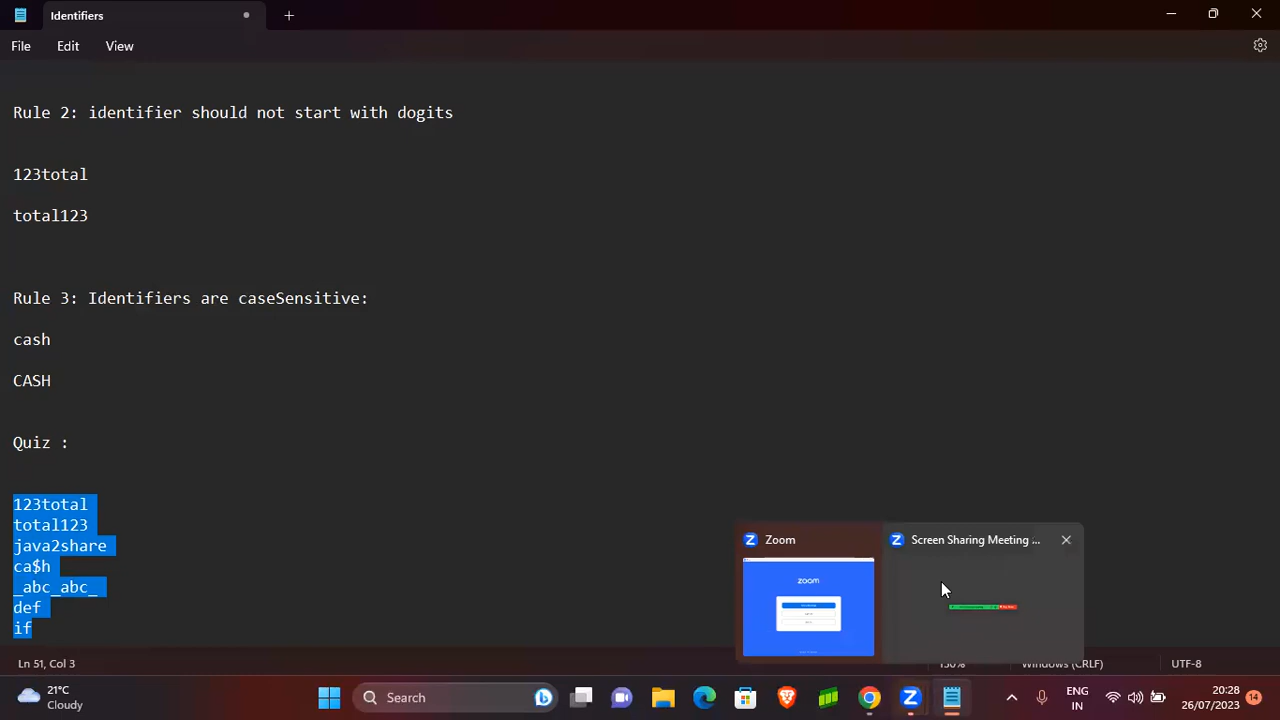 Identifiers
File Edit View
Rule 2: identifier should not start with dogits
123total
total123
Rule 3: Identifiers are caseSensitive:
cash
CASH
Quiz :
123total
total123
java2share
ca$h
_abc_abc_
def
if
Zoom
Screen Sharing Meeting ...
zoom
Ln 51, Col 3
150%
Windows (CRLF)
UTF-8
21°C
Cloudy
Search
ENG
IN
20:28
26/07/2023
14